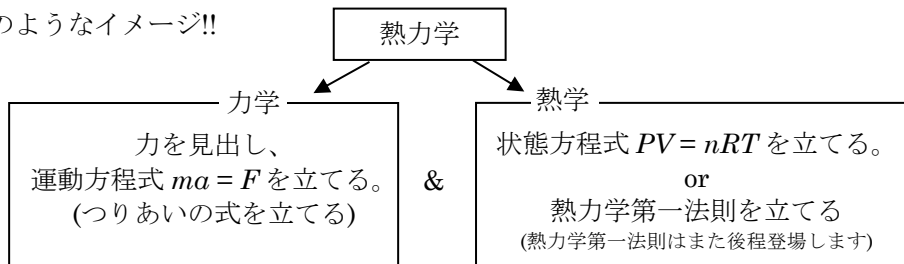 のようなイメージ!!
熱力学
力学
力を見出し、
運動方程式 ma = F を立てる。
(つりあいの式を立てる)
&
熱学
状態方程式 PV = nRT を立てる。
or
熱力学第一法則を立てる
(熱力学第一法則はまた後程登場します)